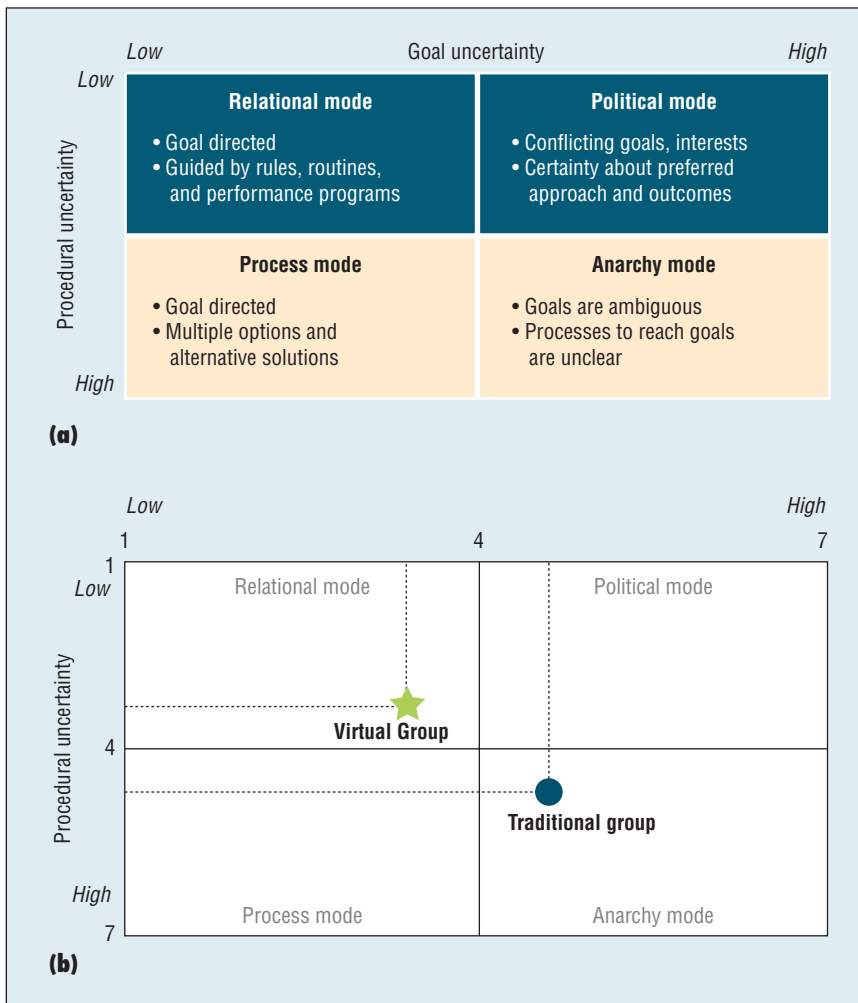 Low Goal uncertainty High
Low
Procedural uncertainty
High
Relational mode
• Goal directed
• Guided by rules, routines,
and performance programs
Political mode
• Conflicting goals, interests
• Certainty about preferred
approach and outcomes
Process mode
• Goal directed
• Multiple options and
alternative solutions
Anarchy mode
• Goals are ambiguous
• Processes to reach goals
are unclear
(a)
Low High
1 4 7
1
Low
Procedural uncertainty
4
High
7
Relational mode Political mode
Virtual Group
Traditional group
Process mode Anarchy mode
(b)